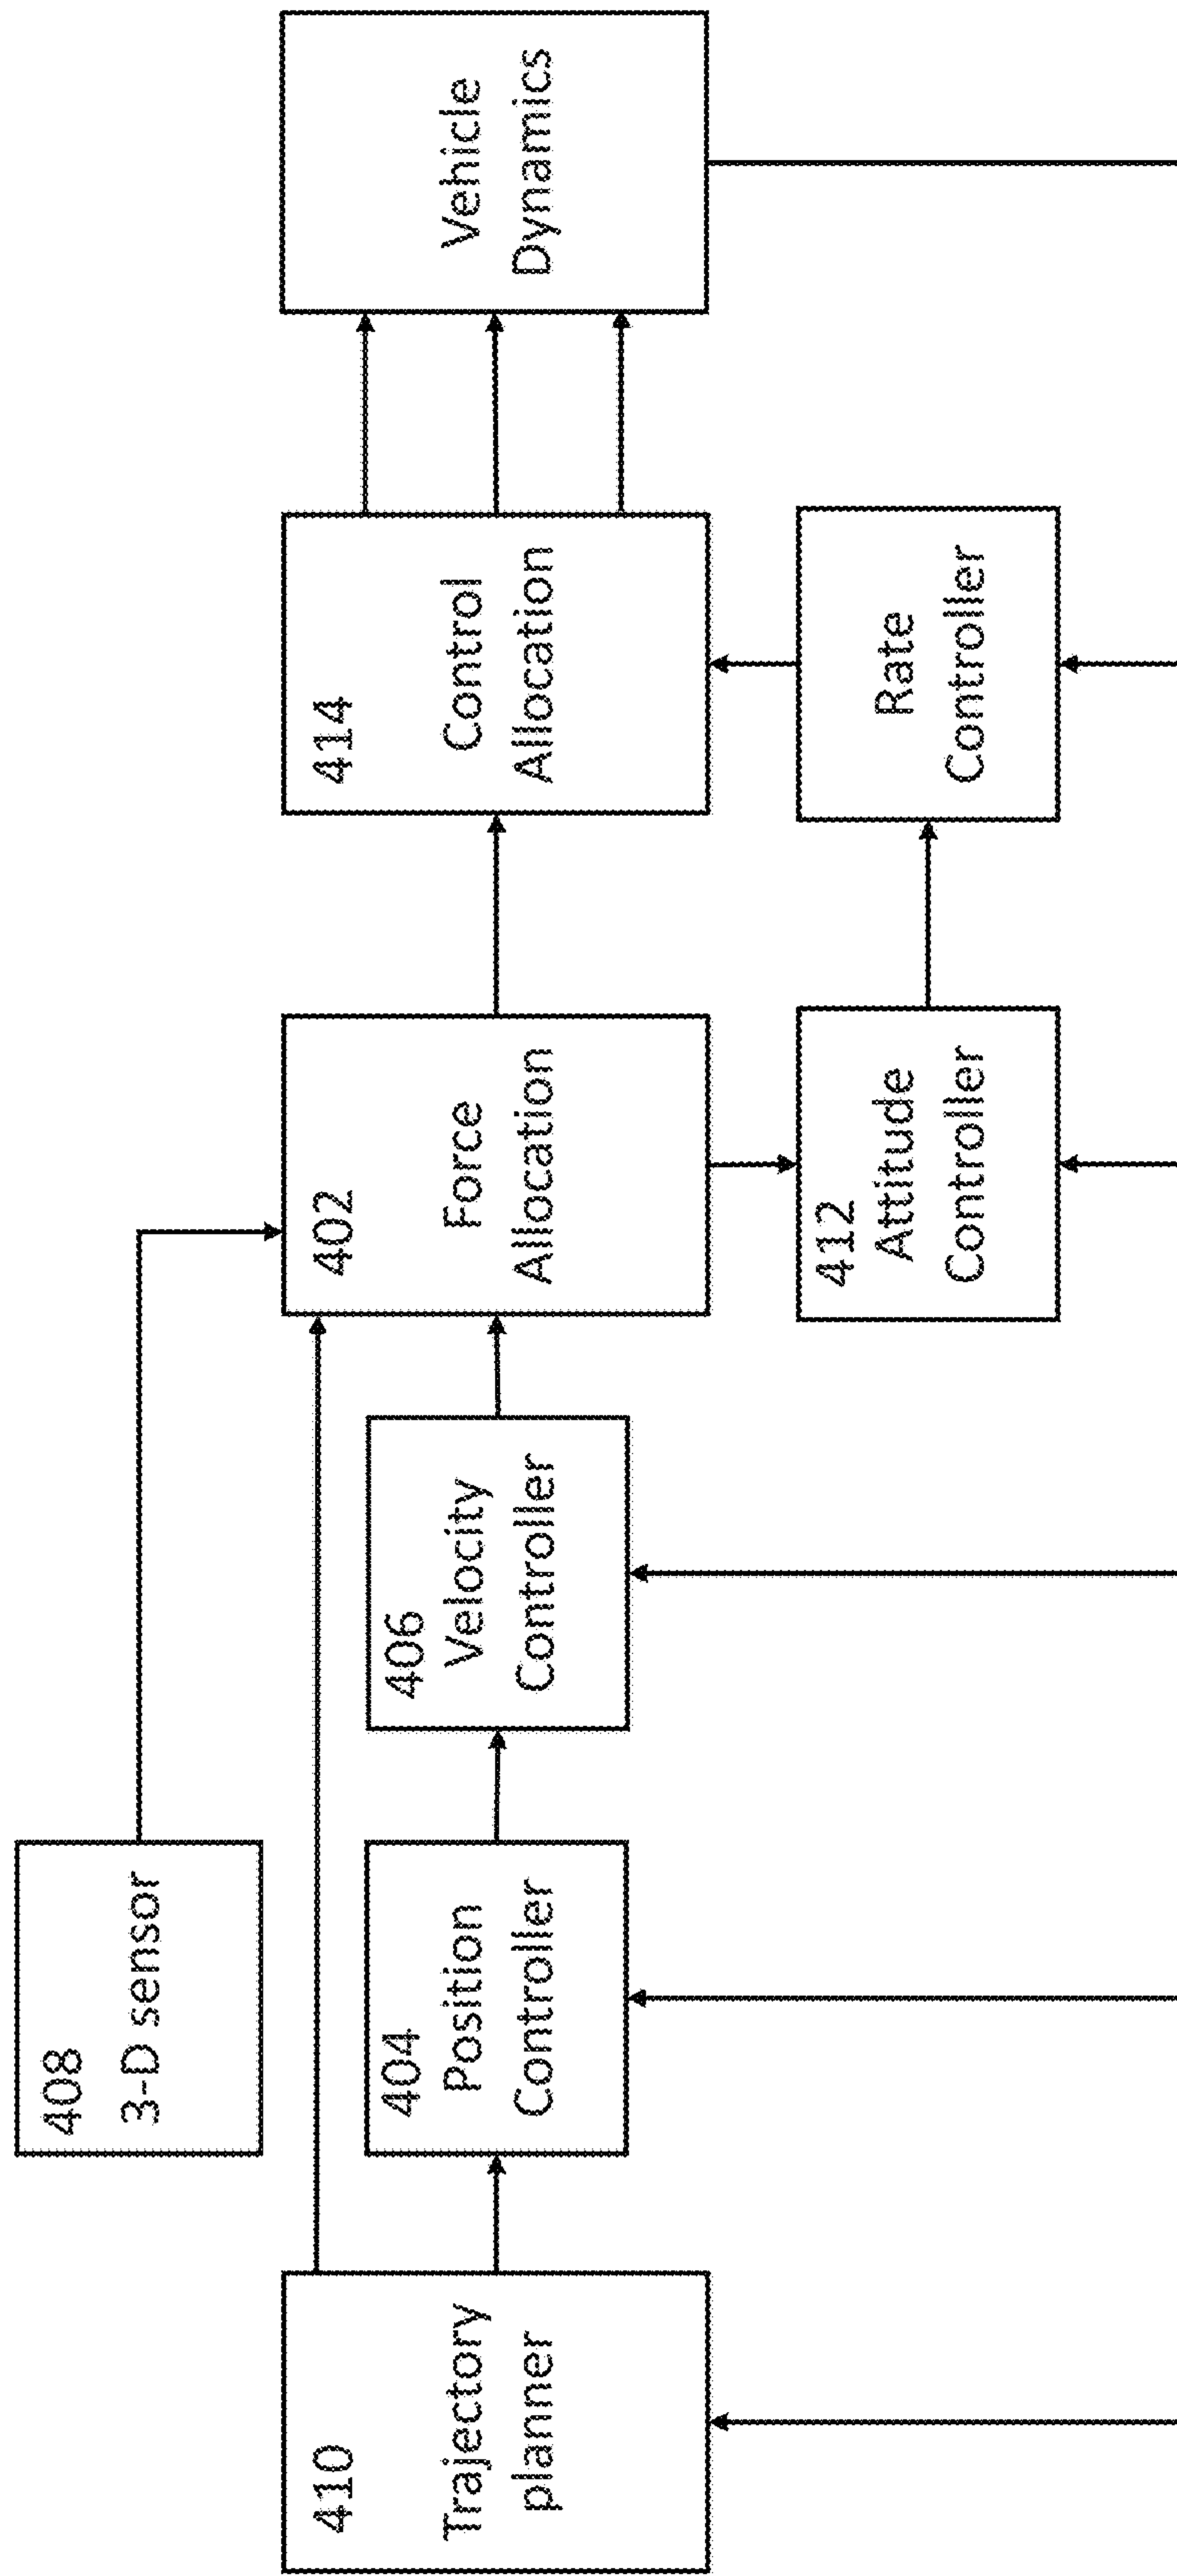 408
3-D sensor
410
Trajectory
planner
404
Position
Controller
406
Velocity
Controller
402
Force
Allocation
414
Control
Allocation
Vehicle
Dynamics
412
Attitude
Controller
Rate
Controller